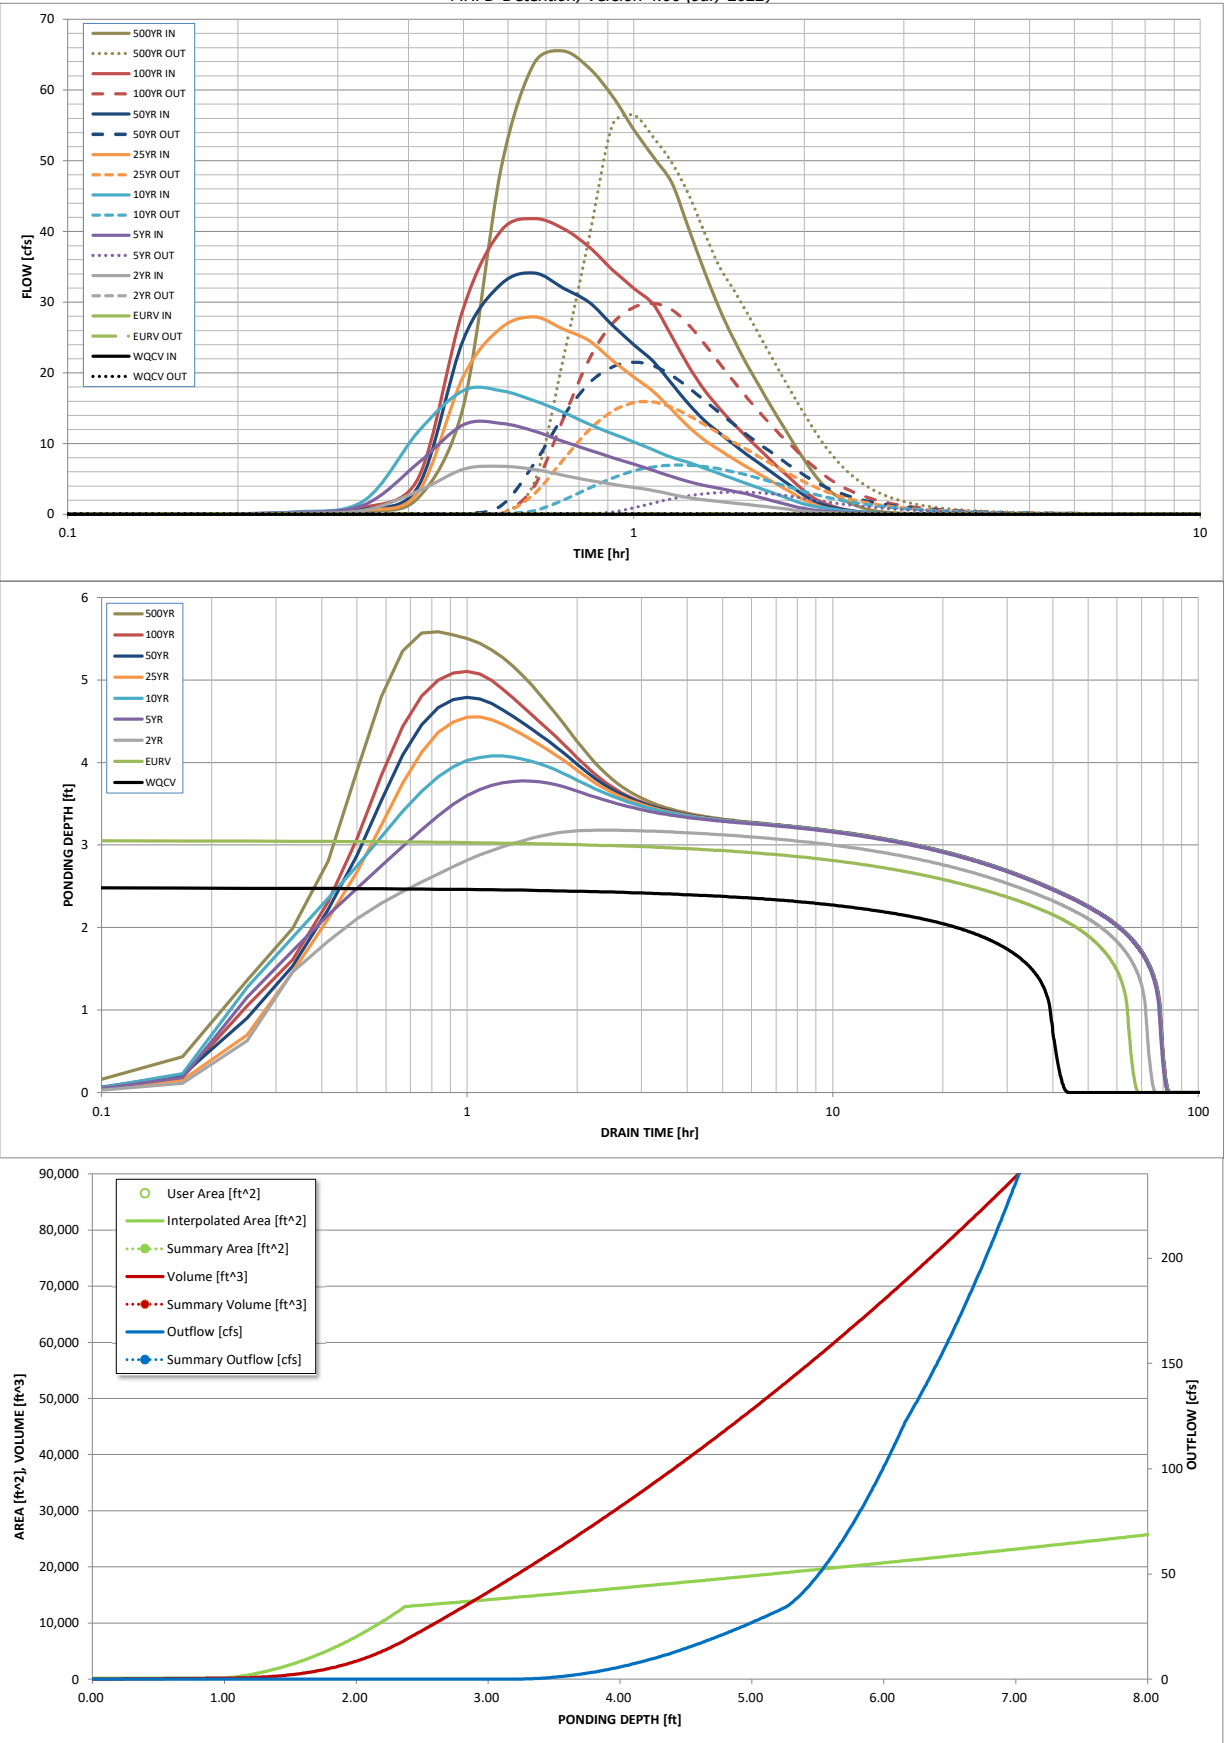 MHFD-Detention, Version 4.06 (July 2022)
70
60
50
40
30
20
10
0
FLOW [cfs]
500YR IN
500YR OUT
100YR IN
100YR OUT
50YR IN
50YR OUT
25YR IN
25YR OUT
10YR IN
10YR OUT
5YR IN
5YR OUT
2YR IN
2YR OUT
EURV IN
EURV OUT
WQCV IN
WQCV OUT
0.1
1
10
TIME [hr]
6
5
4
3
2
1
0
PONDING DEPTH [ft]
500YR
100YR
50YR
25YR
10YR
5YR
2YR
EURV
WQCV
0.1
1
10
100
DRAIN TIME [hr]
90,000
80,000
70,000
60,000
50,000
40,000
30,000
20,000
10,000
0
AREA [ft^2], VOLUME [ft^3]
User Area [ft^2]
Interpolated Area [ft^2]
Summary Area [ft^2]
Volume [ft^3]
Summary Volume [ft^3]
Outflow [cfs]
Summary Outflow [cfs]
200
150
100
50
0
OUTFLOW [cfs]
0.00
1.00
2.00
3.00
4.00
5.00
6.00
7.00
8.00
PONDING DEPTH [ft]